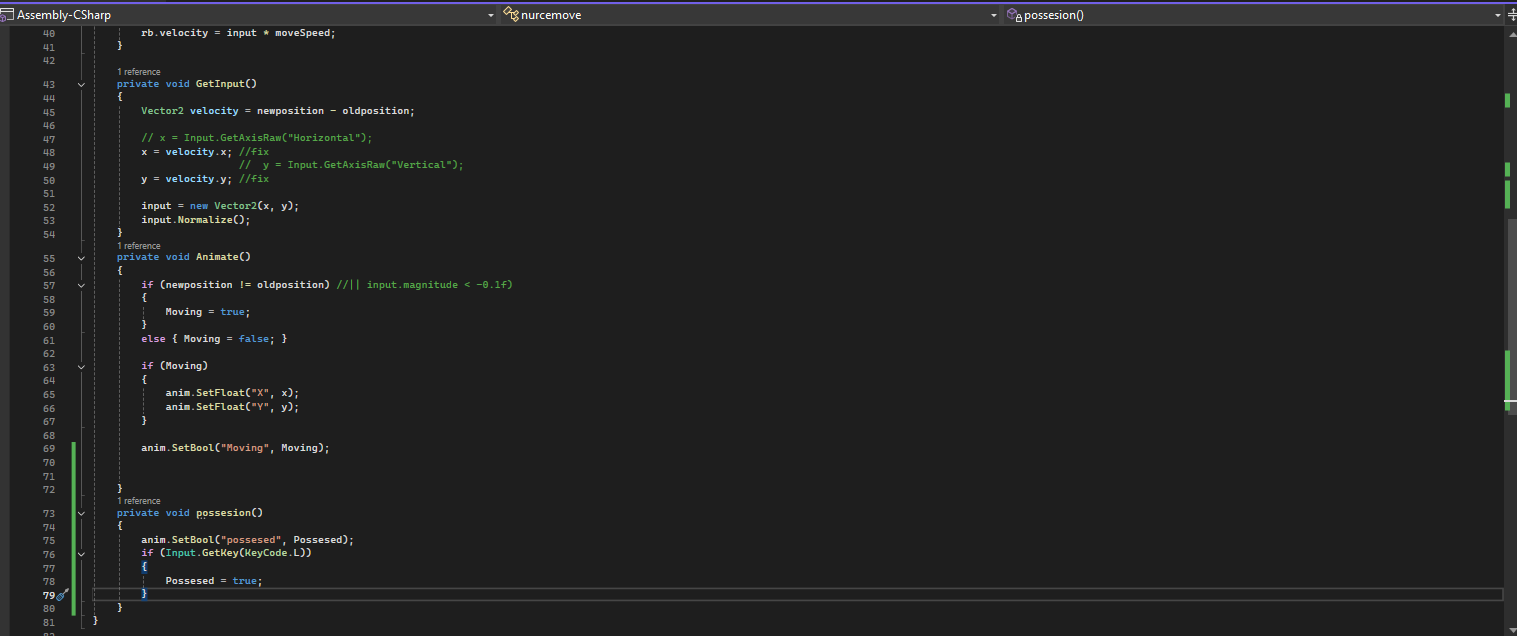 Assembly-CSharp nurcemove possesion()
40 rb.velocity = input * moveSpeed;
41 }
42
1 reference
43 private void GetInput()
44 {
45 Vector2 velocity = newposition - oldposition;
46
47 // x = Input.GetAxisRaw("Horizontal");
48 x = velocity.x; //fix
49 // y = Input.GetAxisRaw("Vertical");
50 y = velocity.y; //fix
51
52 input = new Vector2(x, y);
53 input.Normalize();
54 }
1 reference
55 private void Animate()
56 {
57 if (newposition != oldposition) //|| input.magnitude < -0.1f)
58 {
59 Moving = true;
60 }
61 else { Moving = false; }
62
63 if (Moving)
64 {
65 anim.SetFloat("X", x);
66 anim.SetFloat("Y", y);
67 }
68
69 anim.SetBool("Moving", Moving);
70
71
72 }
1 reference
73 private void possesion()
74 {
75 anim.SetBool("possesed", Possesed);
76 if (Input.GetKey(KeyCode.L))
77 {
78 Possesed = true;
79 }
80 }
81 }
82